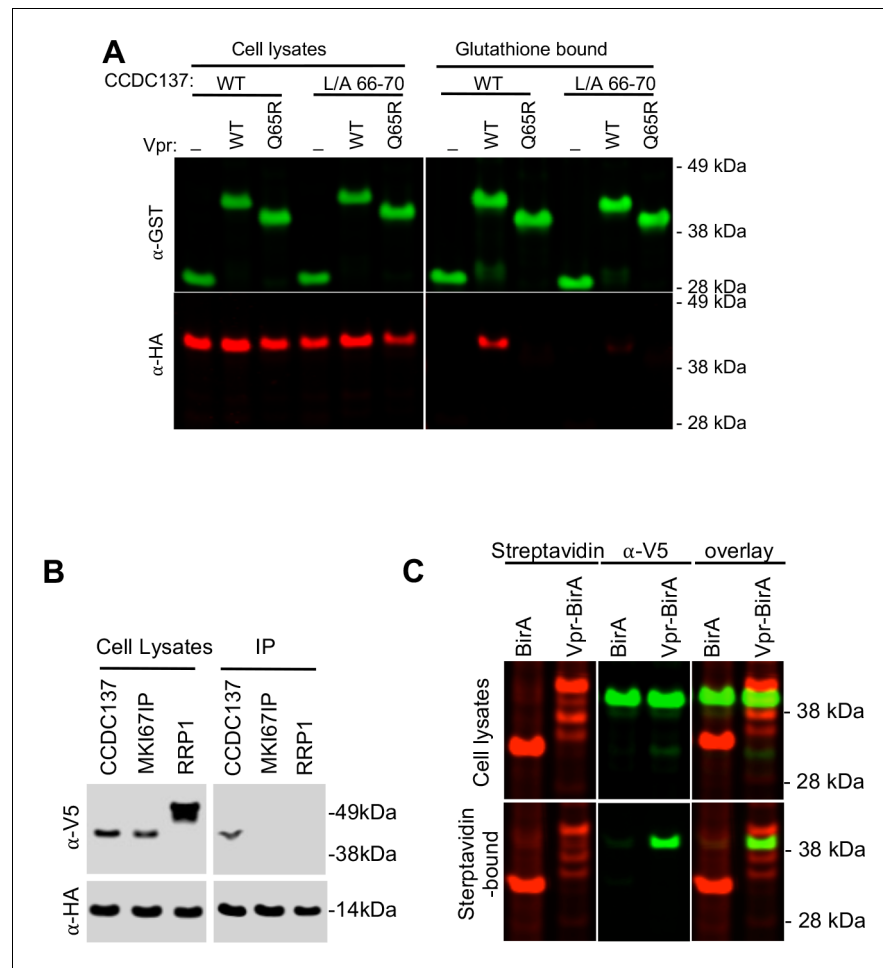 A
Cell lysates Glutathione bound
CCDC137: WT L/A 66-70 WT L/A 66-70
Vpr: – WT Q65R – WT Q65R – WT Q65R – WT Q65R
α-GST
- 49 kDa
- 38 kDa
- 28 kDa
α-HA
- 49 kDa
- 38 kDa
- 28 kDa
B
Cell Lysates IP
CCDC137 MKI67IP RRP1 CCDC137 MKI67IP RRP1
α-V5
-49kDa
-38kDa
α-HA
-14kDa
C
Streptavidin α-V5 overlay
BirA Vpr-BirA BirA Vpr-BirA BirA Vpr-BirA
Cell lysates
- 38 kDa
- 28 kDa
Sterptavidin
-bound
- 38 kDa
- 28 kDa